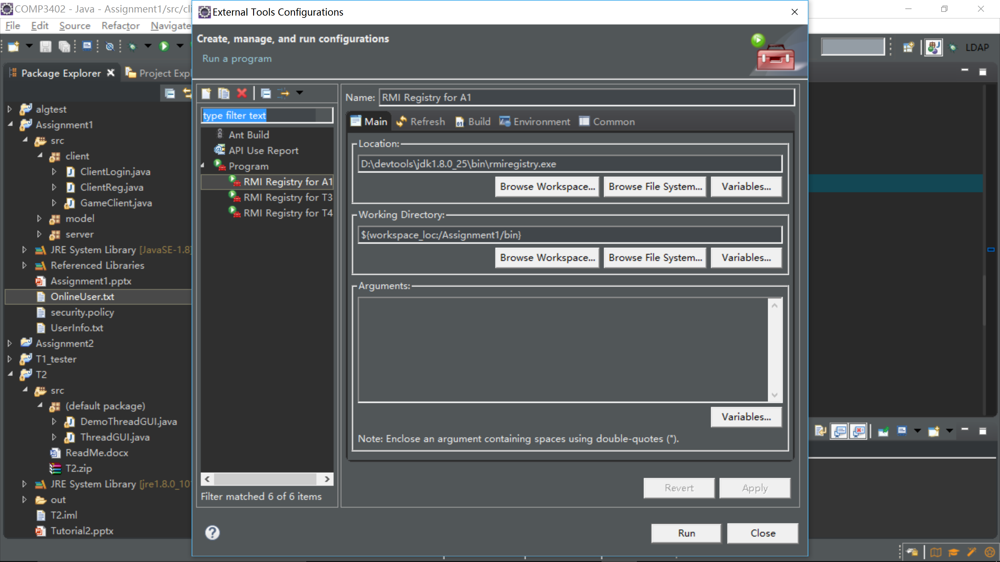 COMP3402 - Java - Assignment1/src/cli
File Edit Source Refactor Navigate
LDAP
Package Explorer
Project Expl
algtest
Assignment1
src
client
ClientLogin.java
ClientReg.java
GameClient.java
model
server
JRE System Library [JavaSE-1.8]
Referenced Libraries
Assignment1.pptx
OnlineUser.txt
security.policy
UserInfo.txt
Assignment2
T1_tester
T2
src
(default package)
DemoThreadGUI.java
ThreadGUI.java
ReadMe.docx
T2.zip
JRE System Library [jre1.8.0_101
out
T2.iml
Tutorial2.pptx
External Tools Configurations
Create, manage, and run configurations
Run a program
type filter text
Ant Build
API Use Report
Program
RMI Registry for A1
RMI Registry for T3
RMI Registry for T4
Filter matched 6 of 6 items
Name: RMI Registry for A1
Main Refresh Build Environment Common
Location:
D:\devtools\jdk1.8.0_25\bin\rmiregistry.exe
Browse Workspace... Browse File System... Variables...
Working Directory:
${workspace_loc:/Assignment1/bin}
Browse Workspace... Browse File System... Variables...
Arguments:
Variables...
Note: Enclose an argument containing spaces using double-quotes (").
Revert Apply
Run Close